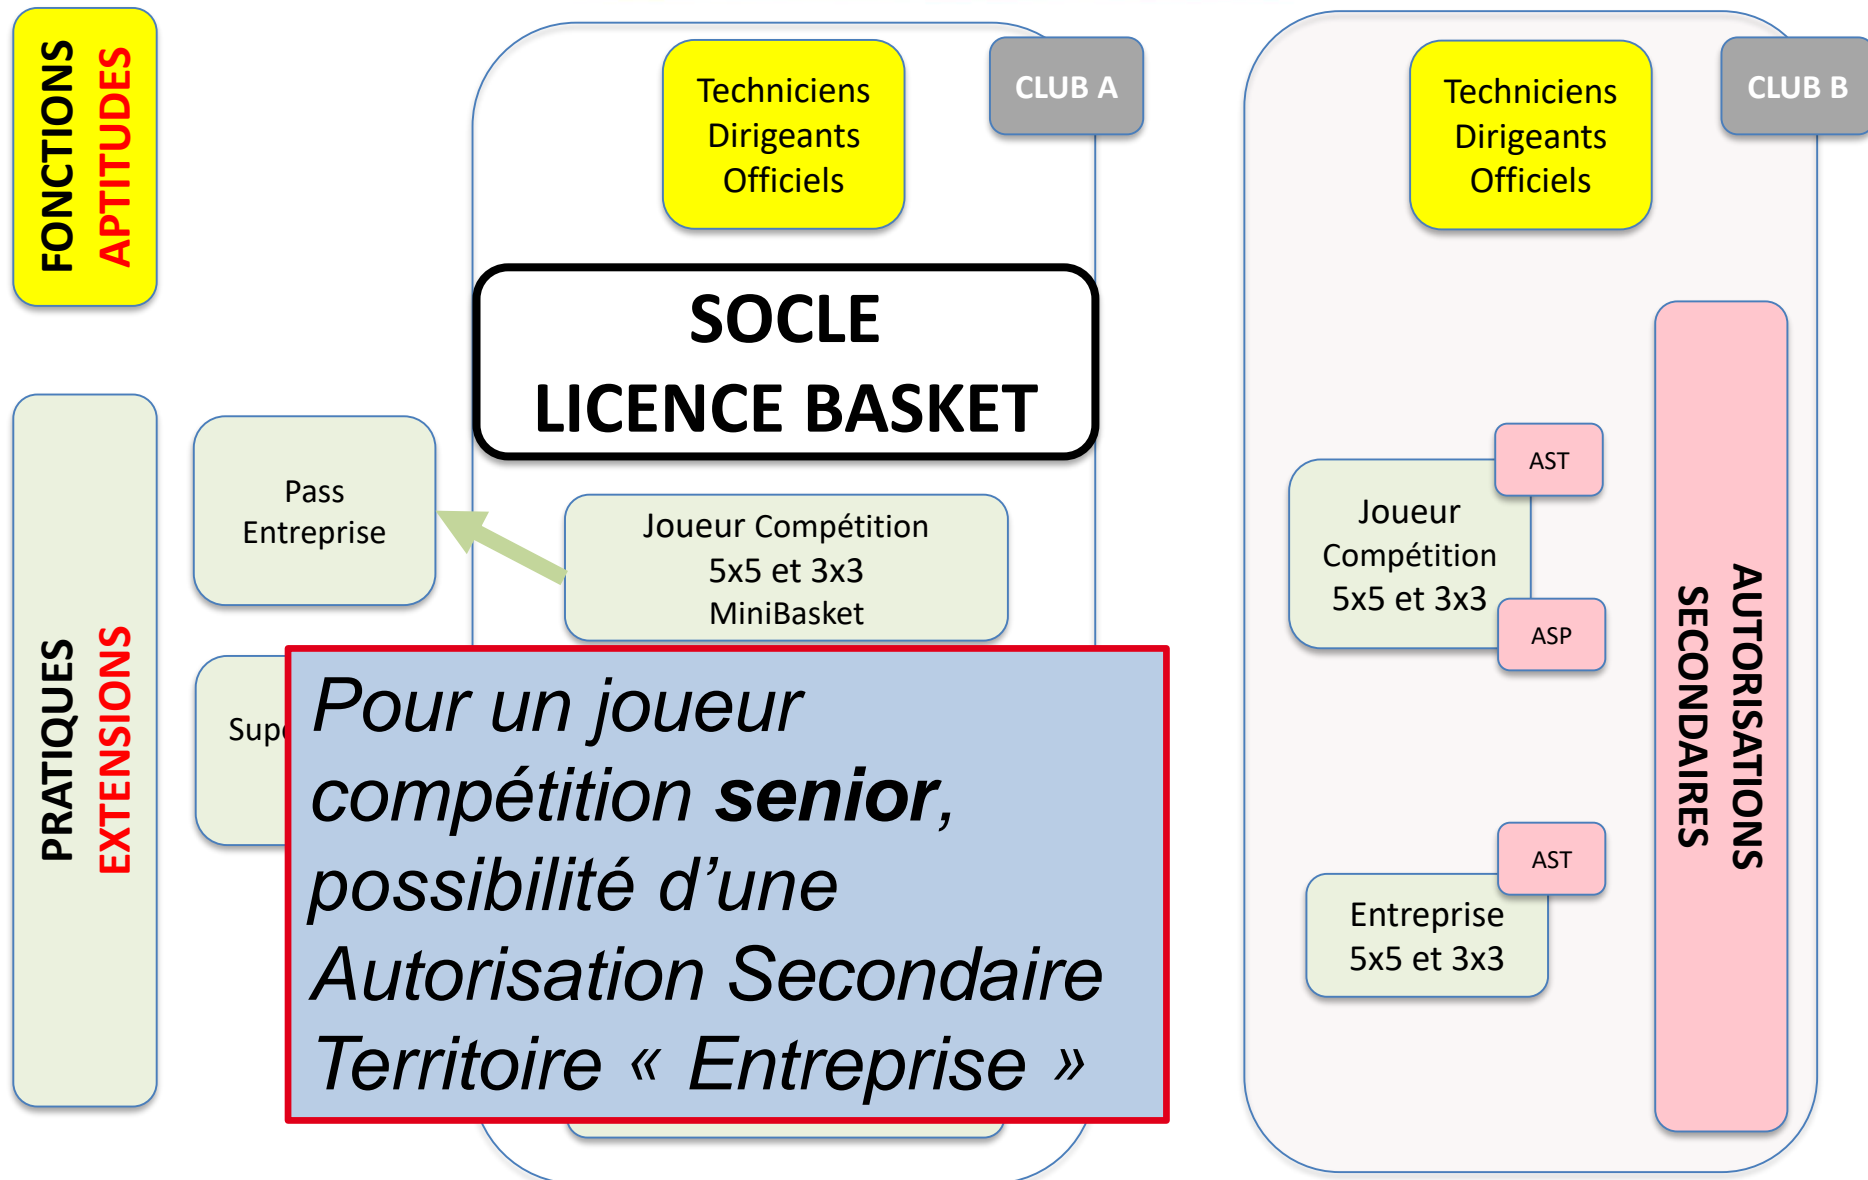 FONCTIONS
APTITUDES
Techniciens
Dirigeants
Officiels
CLUB A
Techniciens
Dirigeants
Officiels
CLUB B
SOCLE
LICENCE BASKET
PRATIQUES
EXTENSIONS
Pass
Entreprise
Joueur Compétition
5x5 et 3x3
MiniBasket
Pour un joueur
compétition senior,
possibilité d’une
Autorisation Secondaire
Territoire « Entreprise »
AST
Joueur
Compétition
5x5 et 3x3
ASP
AST
Entreprise
5x5 et 3x3
AUTORISATIONS
SECONDAIRES